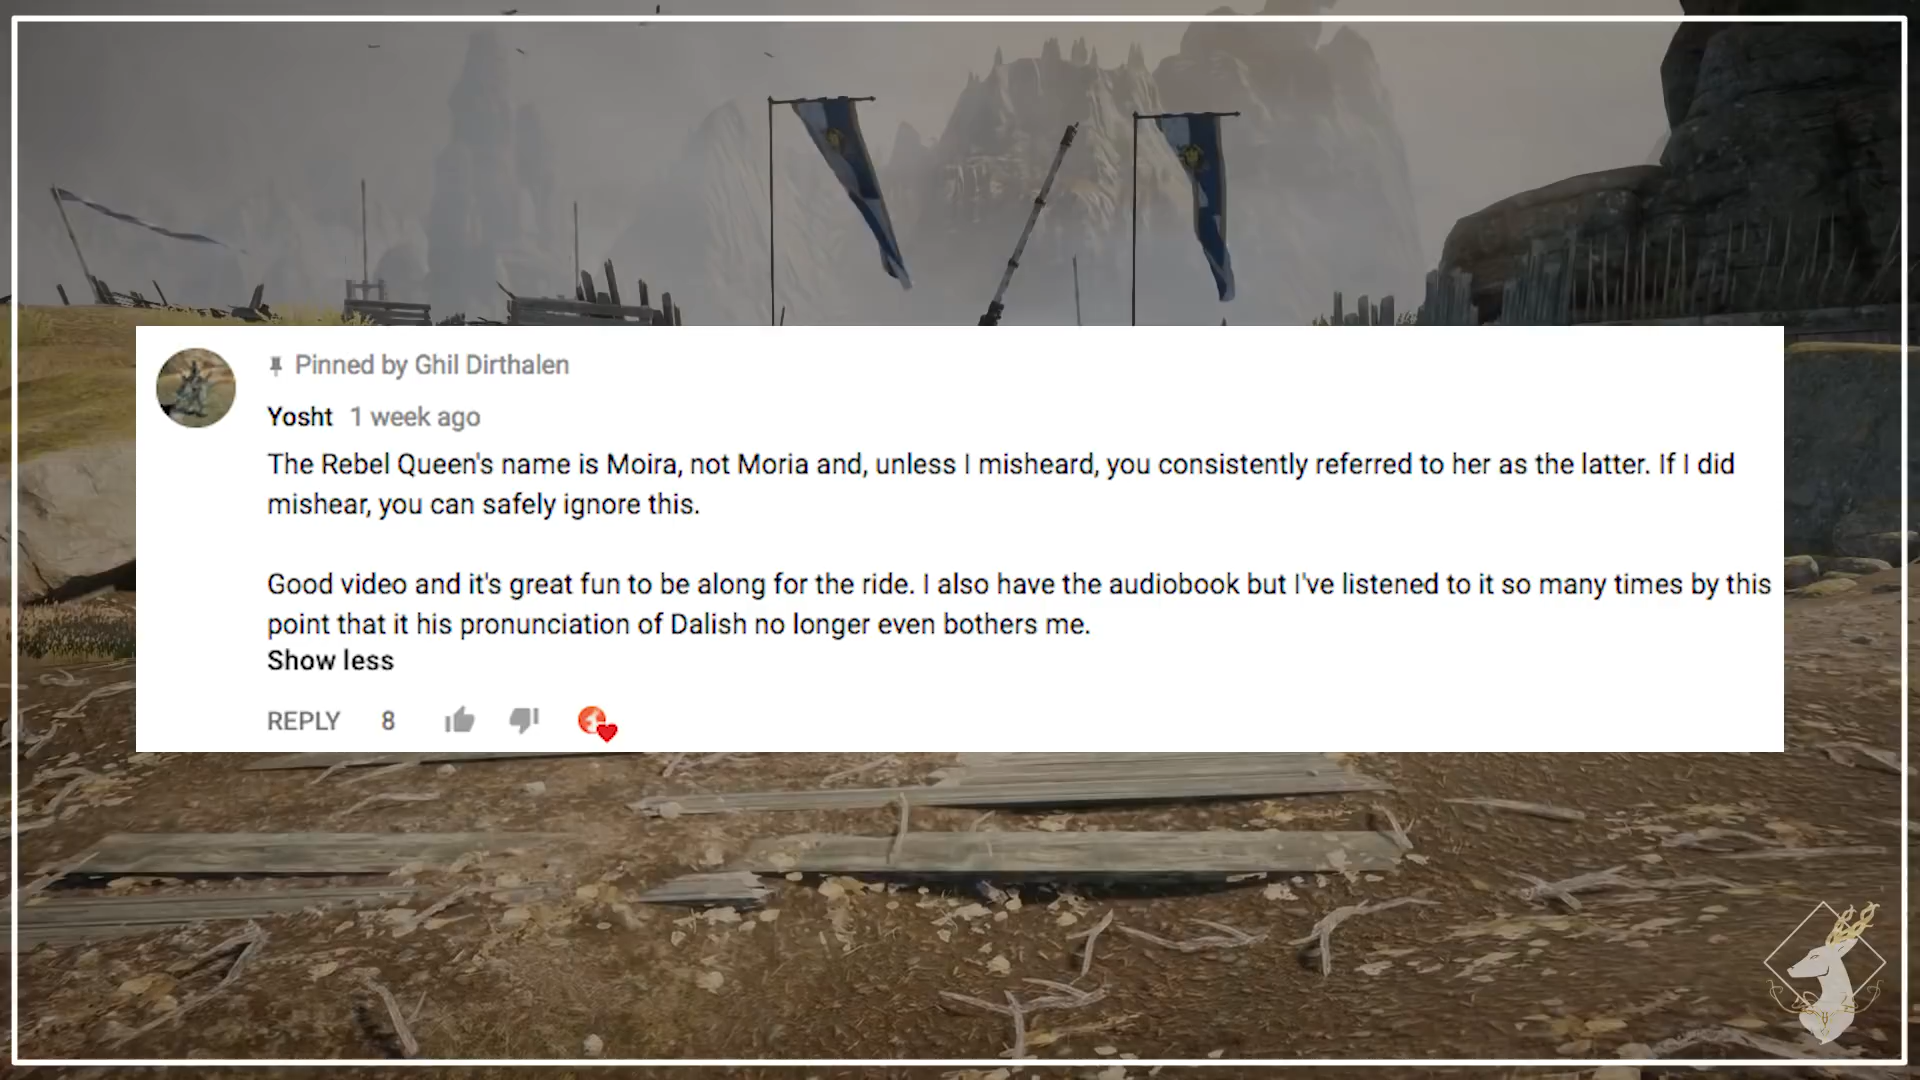 Pinned by Ghil Dirthalen
Yosht 1 week ago
The Rebel Queen's name is Moira, not Moria and, unless I misheard, you consistently referred to her as the latter. If I did
mishear, you can safely ignore this.
Good video and it's great fun to be along for the ride. I also have the audiobook but I've listened to it so many times by this
point that it his pronunciation of Dalish no longer even bothers me.
Show less
REPLY 8